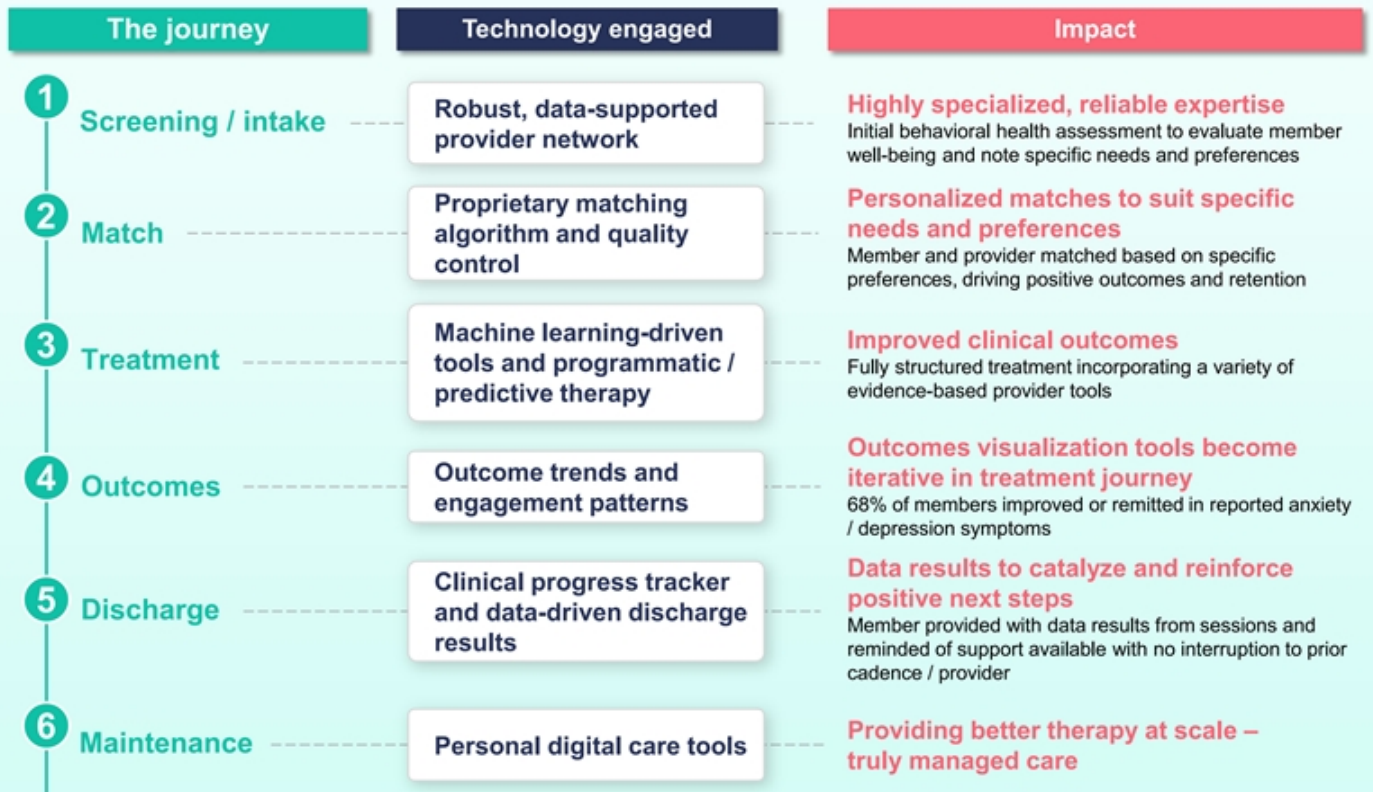 The journey
Technology engaged
Impact
1
Screening / intake
Robust, data-supported
provider network
Highly specialized, reliable expertise
Initial behavioral health assessment to evaluate member
well-being and note specific needs and preferences
2
Match
Proprietary matching
algorithm and quality
control
Personalized matches to suit specific
needs and preferences
Member and provider matched based on specific
preferences, driving positive outcomes and retention
3
Treatment
Machine learning-driven
tools and programmatic /
predictive therapy
Improved clinical outcomes
Fully structured treatment incorporating a variety of
evidence-based provider tools
4
Outcomes
Outcome trends and
engagement patterns
Outcomes visualization tools become
iterative in treatment journey
68% of members improved or remitted in reported anxiety
/ depression symptoms
5
Discharge
Clinical progress tracker
and data-driven discharge
results
Data results to catalyze and reinforce
positive next steps
Member provided with data results from sessions and
reminded of support available with no interruption to prior
cadence / provider
6
Maintenance
Personal digital care tools
Providing better therapy at scale –
truly managed care